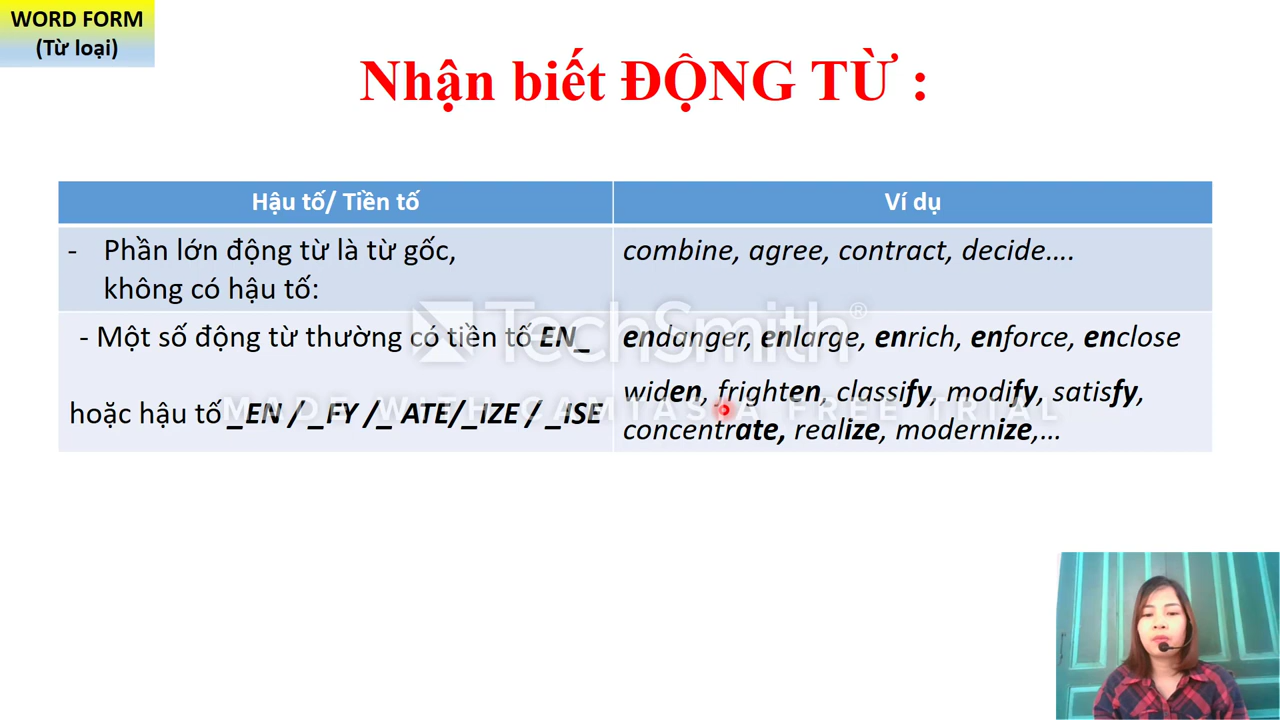 WORD FORM
(Từ loại)
Nhận biết ĐỘNG TỪ :
Hậu tố/ Tiền tố
Ví dụ
- Phần lớn động từ là từ gốc,
không có hậu tố:
combine, agree, contract, decide….
- Một số động từ thường có tiền tố EN_
hoặc hậu tố _EN / _FY /_ ATE/_IZE / _ISE
endanger, enlarge, enrich, enforce, enclose
widen, frighten, classify, modify, satisfy,
concentrate, realize, modernize,…
TechSmith®
MADE WITH CAMTASIA FREE TRIAL